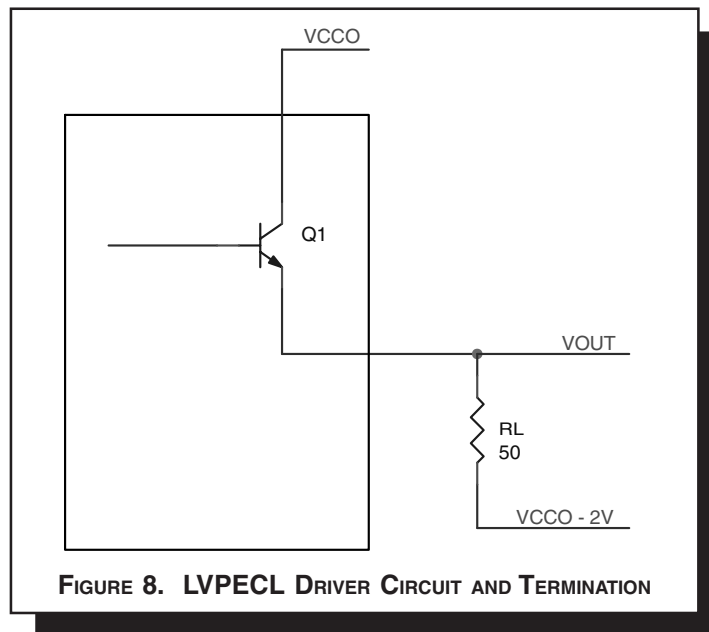 VCCO
Q1
VOUT
RL
50
VCCO - 2V
FIGURE 8. LVPECL DRIVER CIRCUIT AND TERMINATION